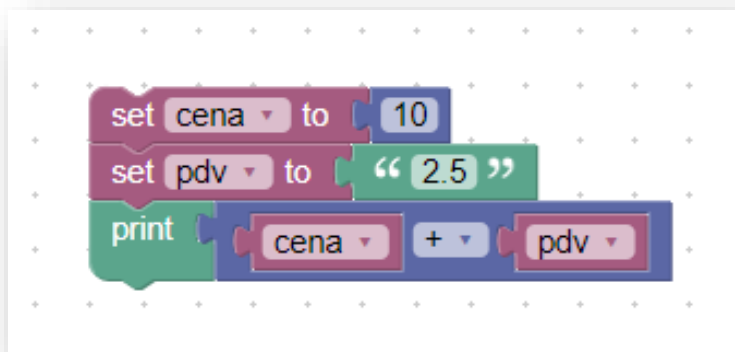 set cena to 10
set pdv to “ 2.5 ”
print cena + pdv